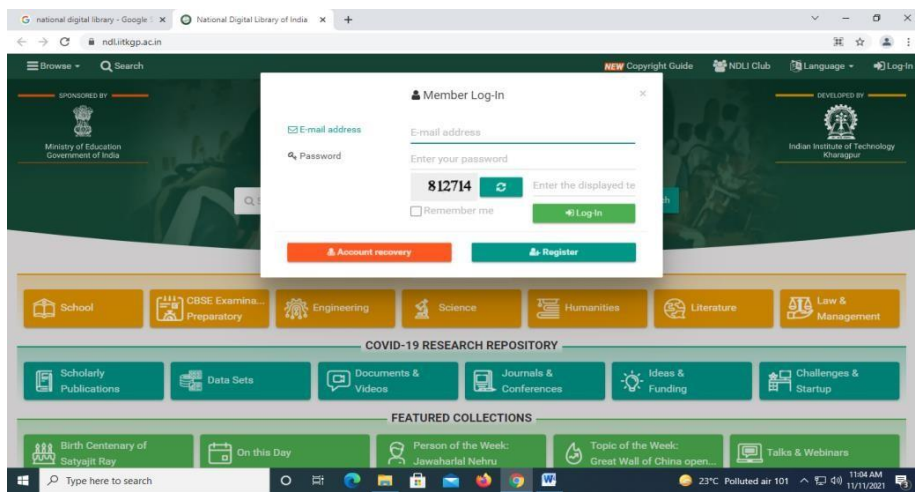 national digital library - Google
National Digital Library of India
ndl.iitkgp.ac.in
Browse
Search
NEW Copyright Guide
NDLI Club
Language
Log-In
SPONSORED BY
Ministry of Education
Government of India
DEVELOPED BY
Indian Institute of Technology
Kharagpur
Member Log-In
E-mail address
E-mail address
Password
Enter your password
812714
Enter the displayed te
Remember me
Log-In
Account recovery
Register
School
CBSE Examina...
Preparatory
Engineering
Science
Humanities
Literature
Law &
Management
COVID-19 RESEARCH REPOSITORY
Scholarly
Publications
Data Sets
Documents &
Videos
Journals &
Conferences
Ideas &
Funding
Challenges &
Startup
FEATURED COLLECTIONS
Birth Centenary of
Satyajit Ray
On this Day
Person of the Week:
Jawaharlal Nehru
Topic of the Week:
Great Wall of China open...
Talks & Webinars
Type here to search
23°C Polluted air 101
11:04 AM
11/11/2021